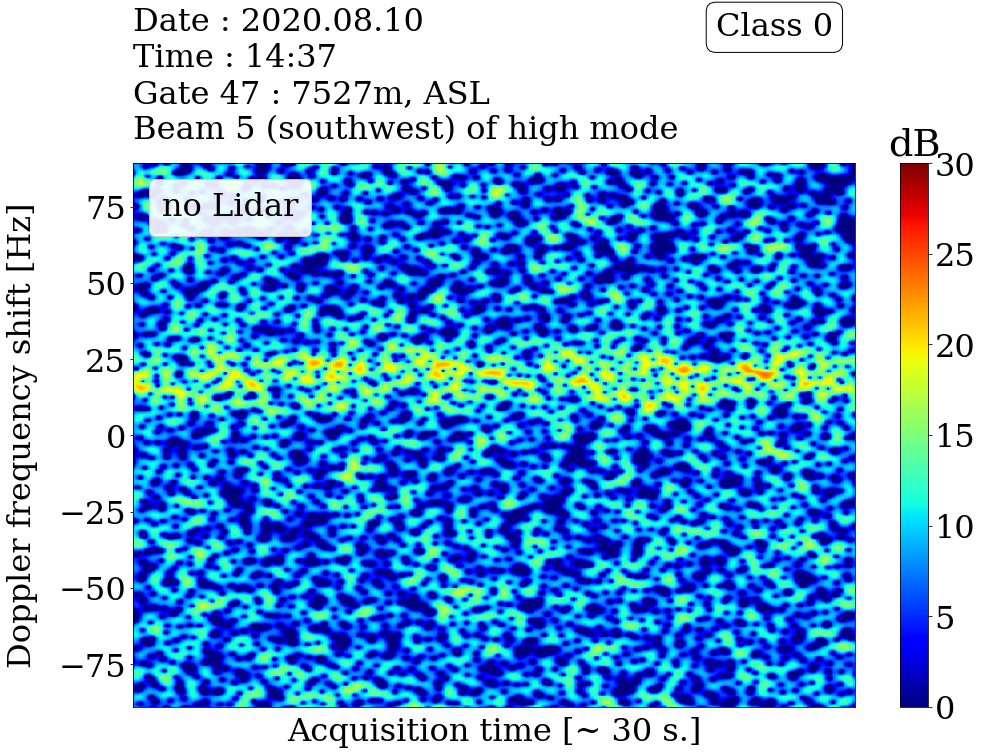 Date : 2020.08.10
Time : 14:37
Gate 47 : 7527m, ASL
Beam 5 (southwest) of high mode
Class 0
dB
no Lidar
Doppler frequency shift [Hz]
75
50
25
0
−25
−50
−75
30
25
20
15
10
5
0
Acquisition time [~ 30 s.]